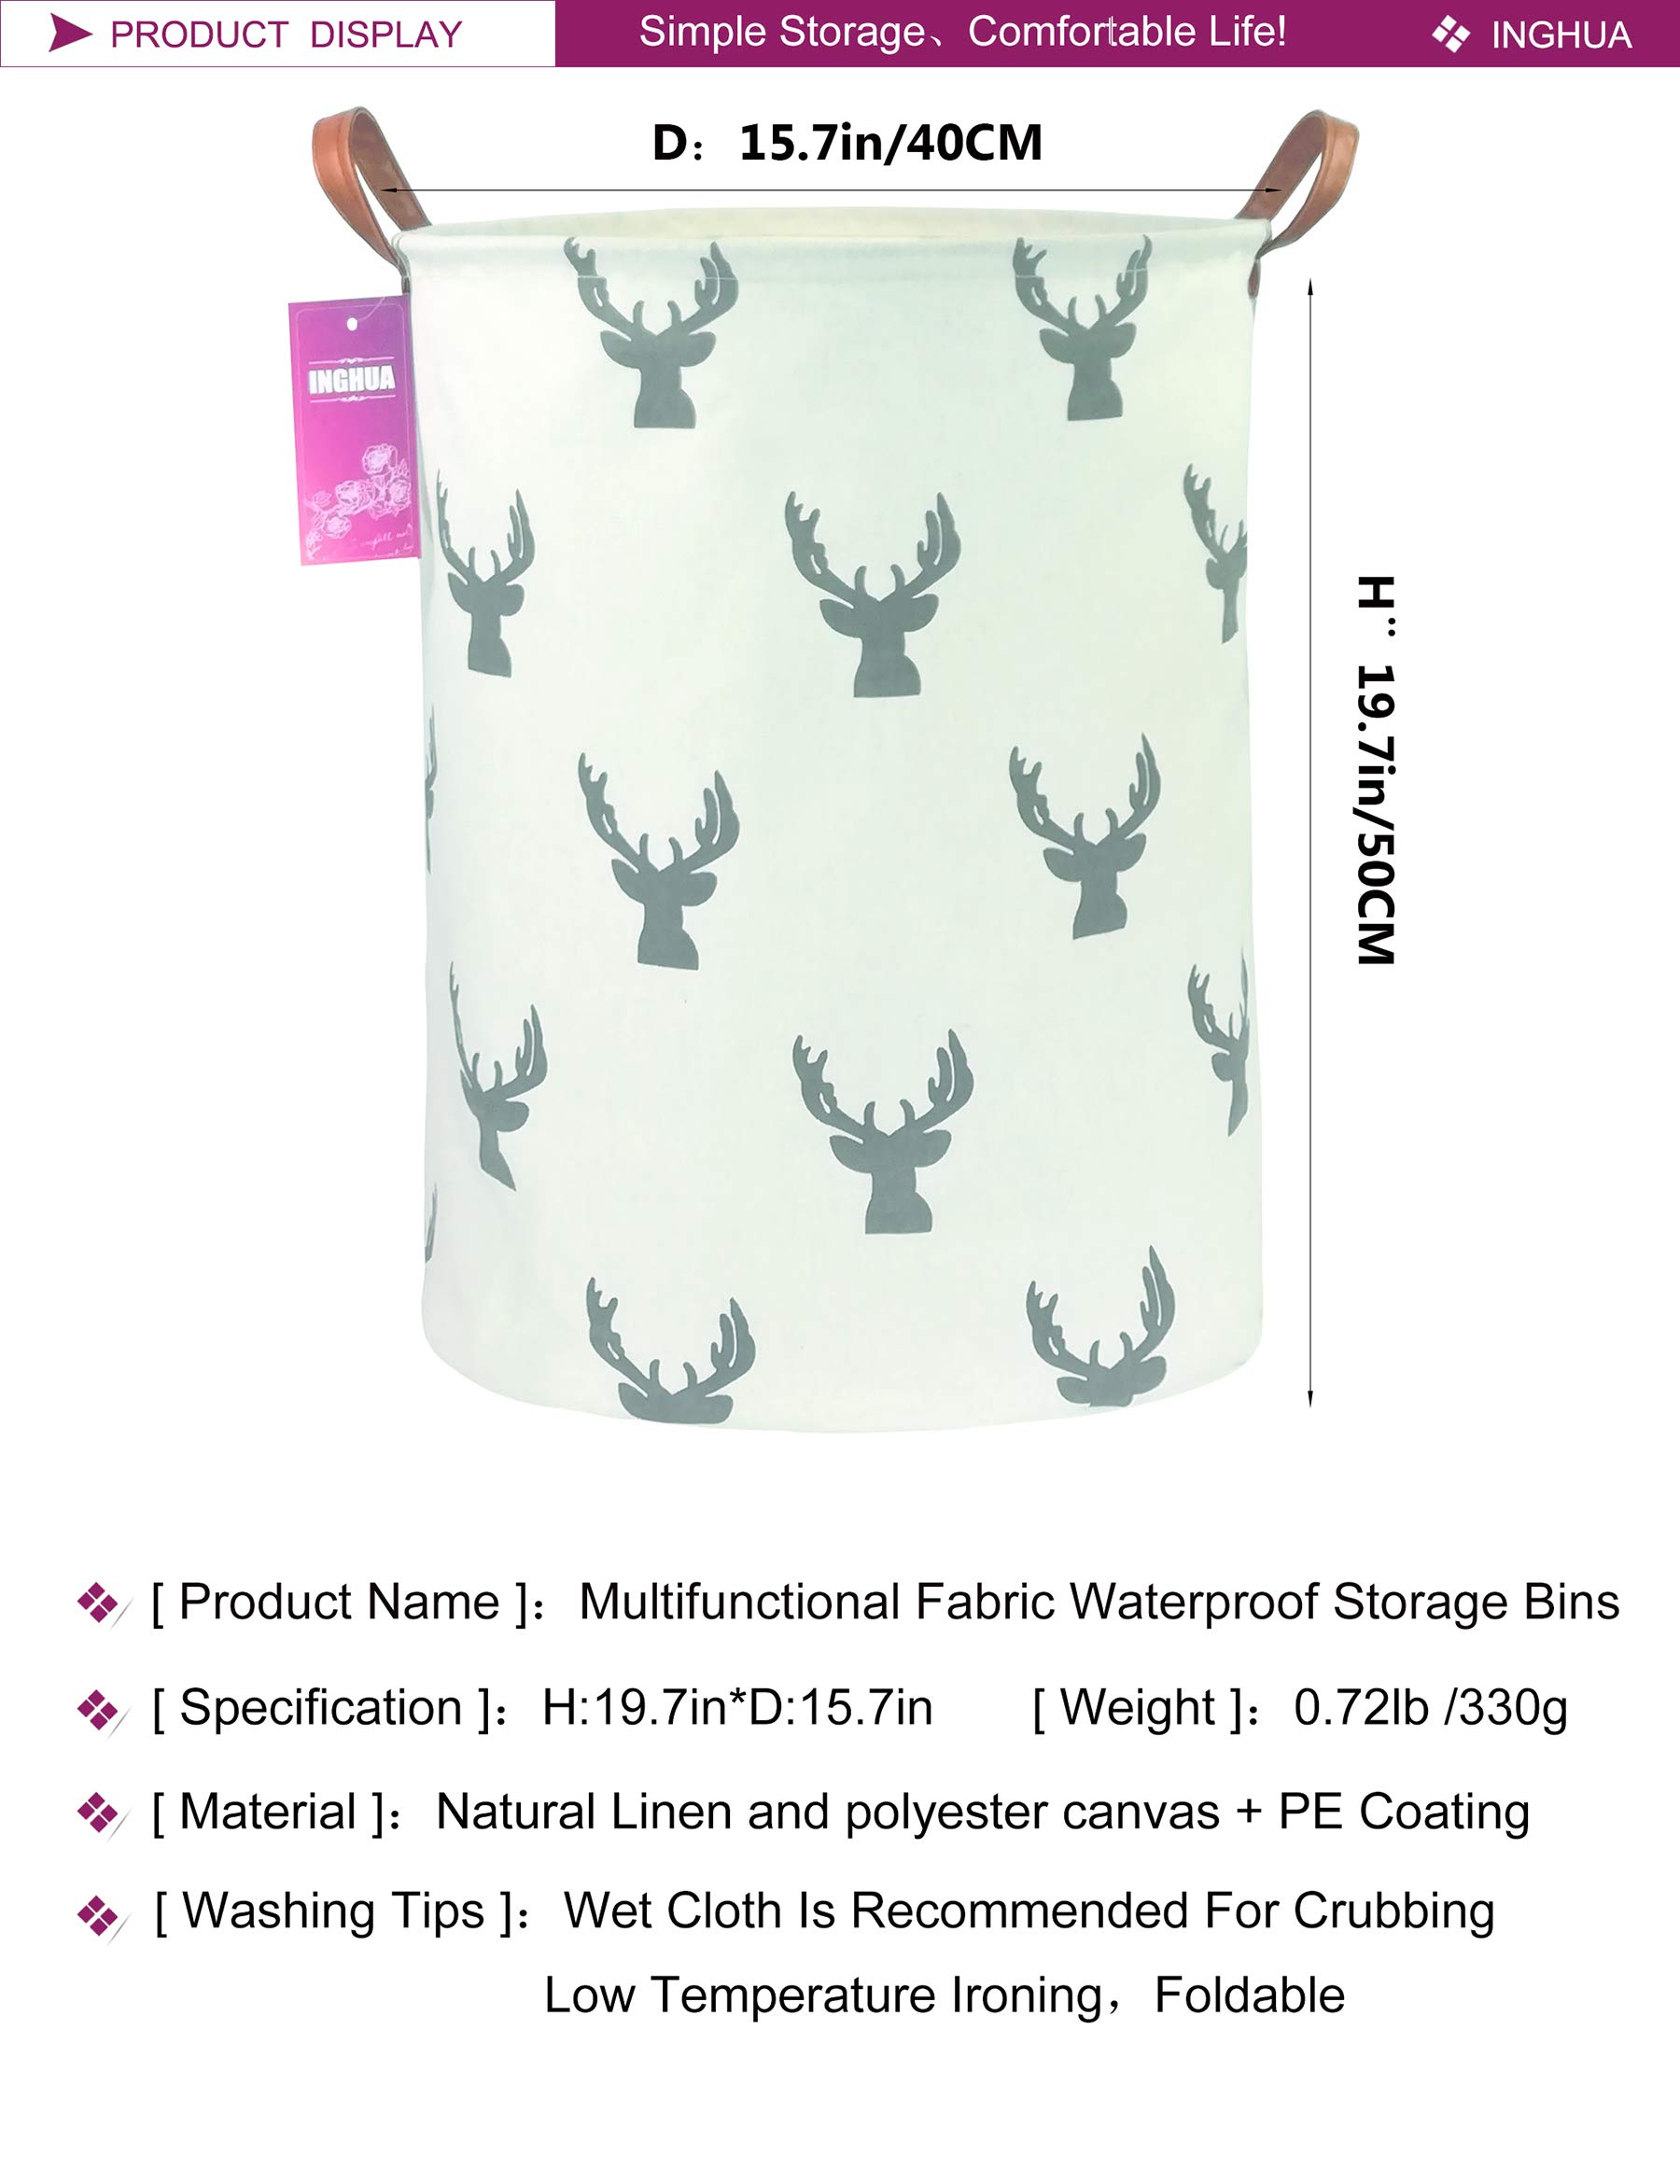 PRODUCT DISPLAY
Simple Storage、Comfortable Life!
INGHUA
D：15.7in/40CM
INGHUA
H：19.7in/50CM
[ Product Name ]：Multifunctional Fabric Waterproof Storage Bins
[ Specification ]：H:19.7in*D:15.7in [ Weight ]：0.72lb /330g
[ Material ]：Natural Linen and polyester canvas + PE Coating
[ Washing Tips ]：Wet Cloth Is Recommended For Crubbing
Low Temperature Ironing，Foldable